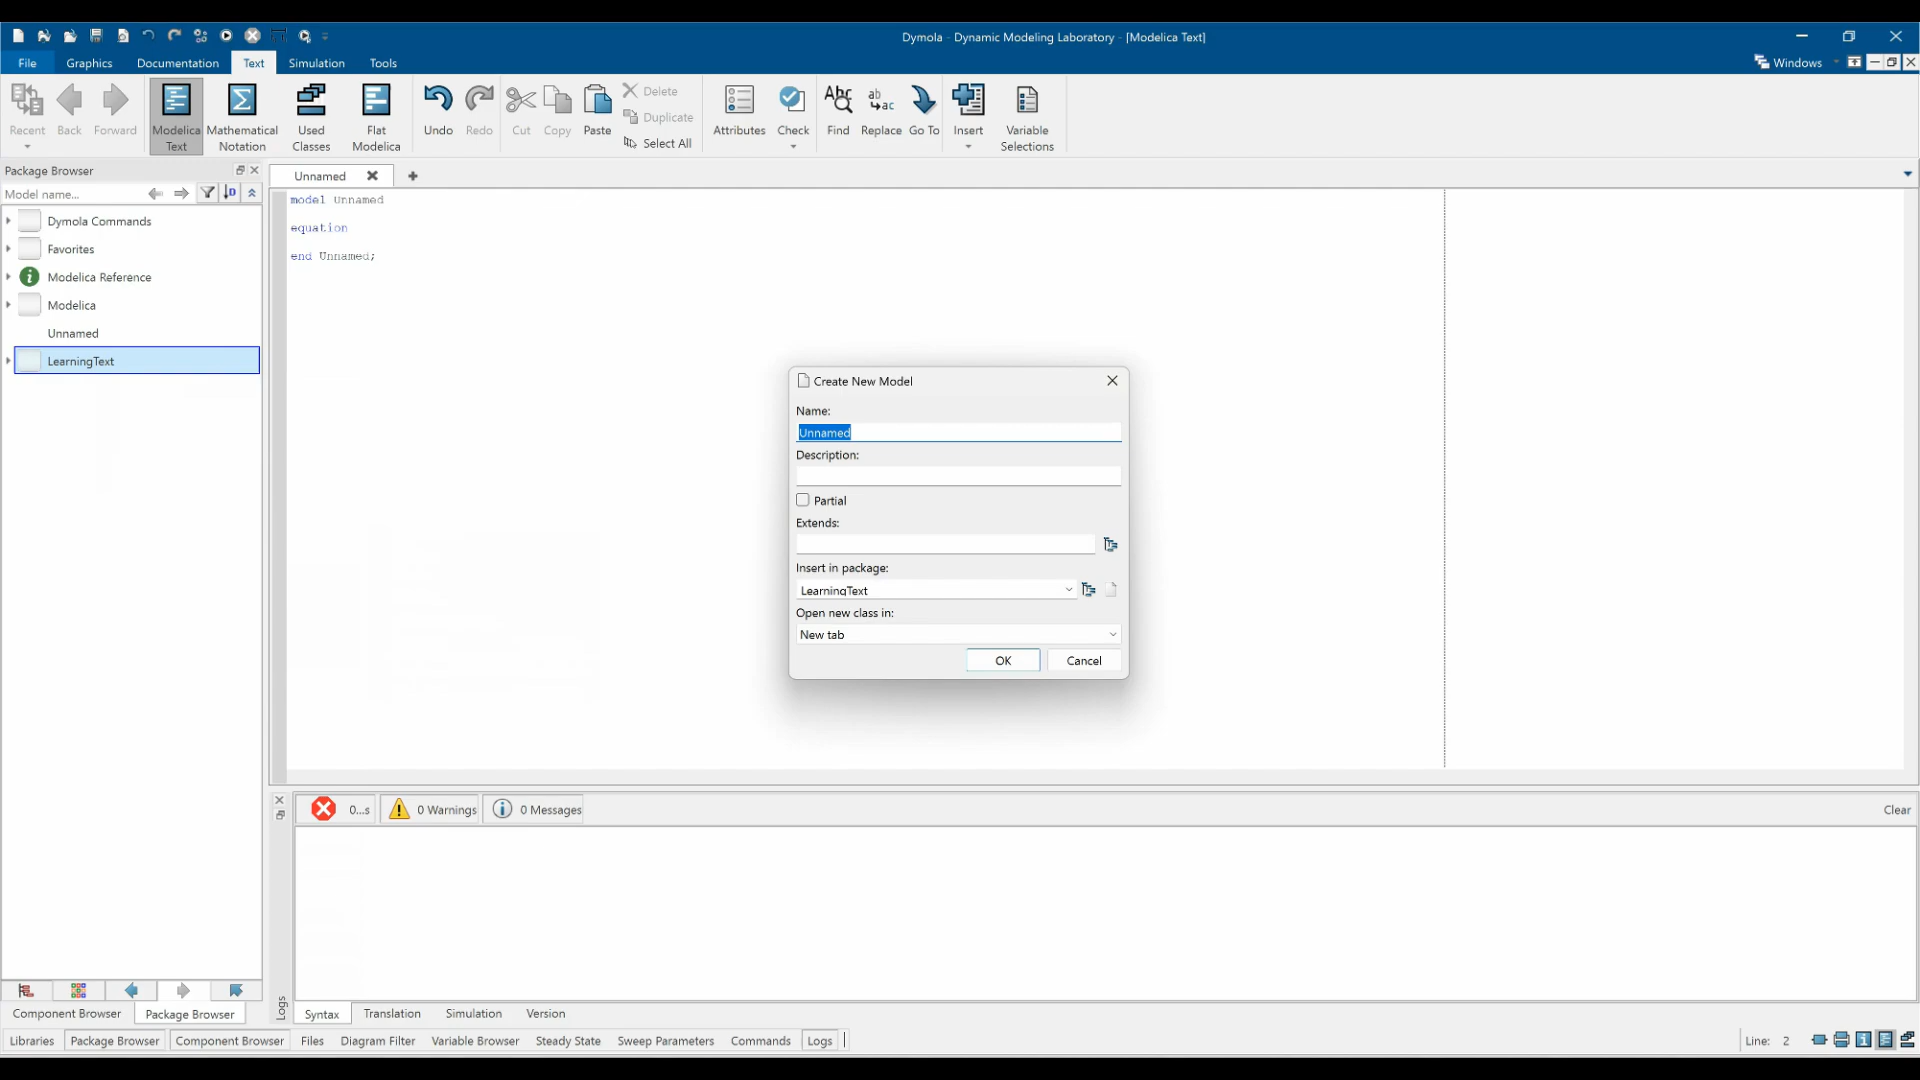 Dymola - Dynamic Modeling Laboratory - [Modelica Text]
File Graphics Documentation Text Simulation Tools Windows
Recent Back Forward Modelica Text Mathematical Notation Used Classes Flat Modelica Undo Redo Cut Copy Paste Delete Duplicate Select All Attributes Check Find Replace Go To Insert Variable Selections
Abc
ab
ac
Package Browser
Model name...
Unnamed
Dymola Commands
Favorites
Modelica Reference
Modelica
Unnamed
LearningText
model Unnamed
equation
end Unnamed;
Create New Model
Name:
Unnamed
Description:
Partial
Extends:
Insert in package:
LearningText
Open new class in:
New tab
OK Cancel
0...s 0 Warnings 0 Messages Clear
Logs
Component Browser Package Browser Syntax Translation Simulation Version
Libraries Package Browser Component Browser Files Diagram Filter Variable Browser Steady State Sweep Parameters Commands Logs Line: 2